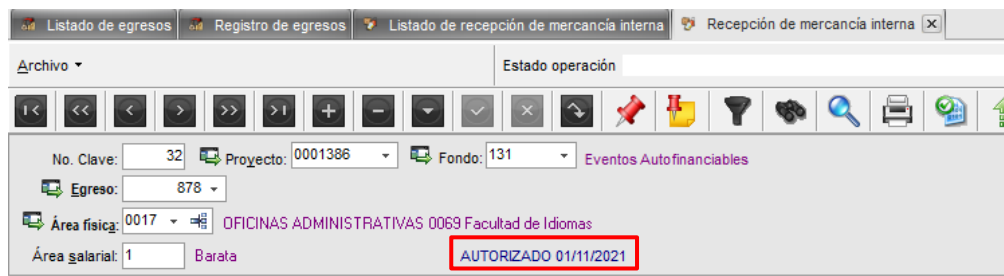 Listado de egresos Registro de egresos Listado de recepción de mercancía interna Recepción de mercancía interna
Archivo Estado operación
No. Clave: 32 Proyecto: 0001386 Fondo: 131 Eventos Autofinanciables
Egreso: 878
Área física: 0017 OFICINAS ADMINISTRATIVAS 0069 Facultad de Idiomas
Área salarial: 1 Barata AUTORIZADO 01/11/2021